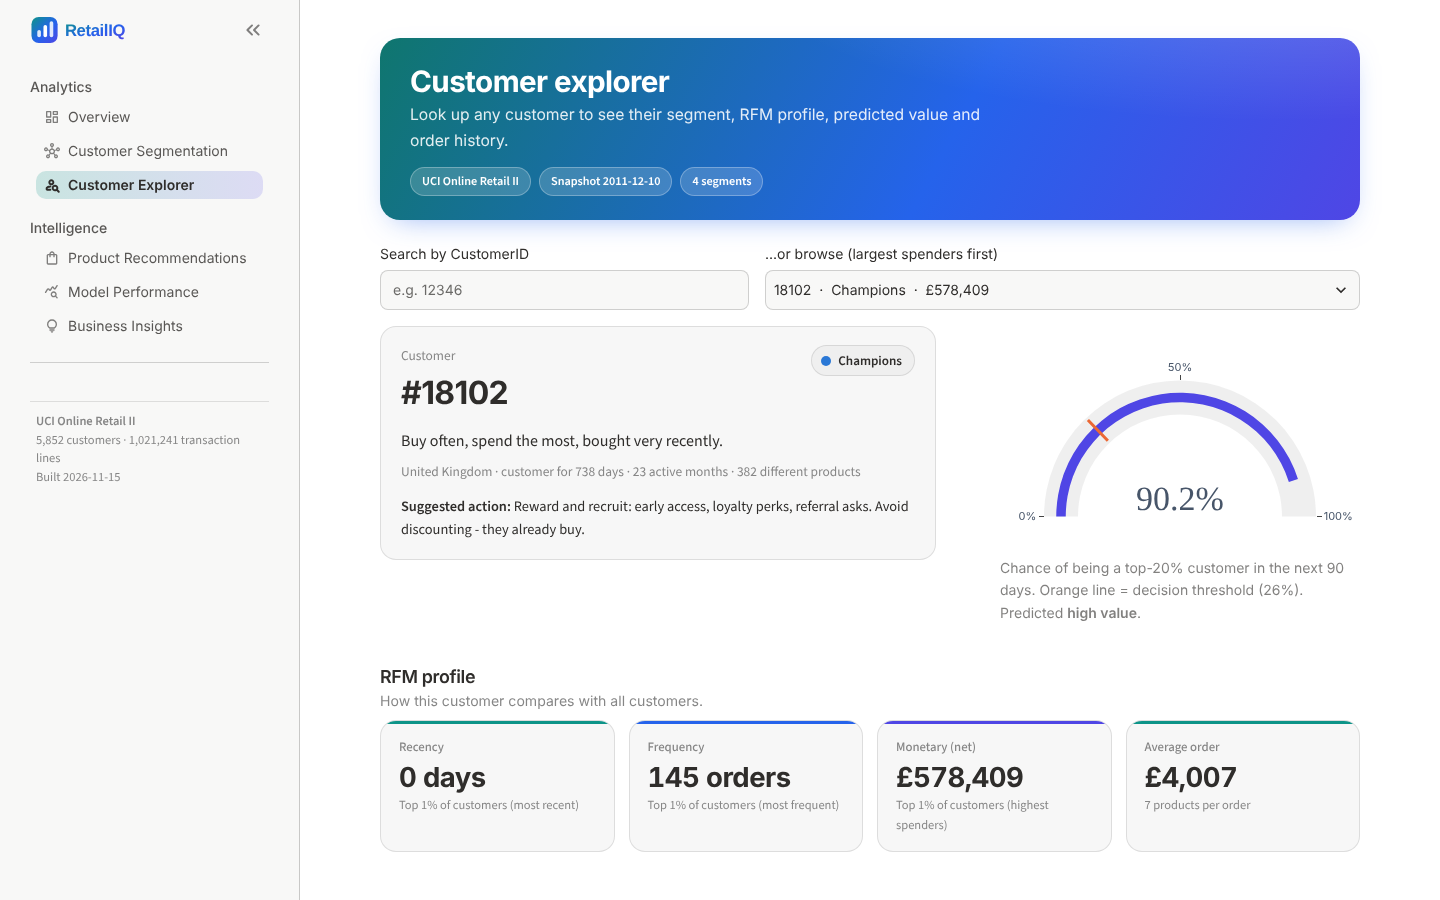 RetailIQ
Analytics
Overview
Customer Segmentation
Customer Explorer
Intelligence
Product Recommendations
Model Performance
Business Insights
UCI Online Retail II
5,852 customers · 1,021,241 transaction
lines
Built 2026-11-15
Customer explorer
Look up any customer to see their segment, RFM profile, predicted value and
order history.
UCI Online Retail II
Snapshot 2011-12-10
4 segments
Search by CustomerID
e.g. 12346
...or browse (largest spenders first)
18102 · Champions · £578,409
Customer
Champions
#18102
Buy often, spend the most, bought very recently.
United Kingdom · customer for 738 days · 23 active months · 382 different products
Suggested action: Reward and recruit: early access, loyalty perks, referral asks. Avoid
discounting - they already buy.
50%
90.2%
0%
100%
Chance of being a top-20% customer in the next 90
days. Orange line = decision threshold (26%).
Predicted high value.
RFM profile
How this customer compares with all customers.
Recency
0 days
Top 1% of customers (most recent)
Frequency
145 orders
Top 1% of customers (most frequent)
Monetary (net)
£578,409
Top 1% of customers (highest
spenders)
Average order
£4,007
7 products per order